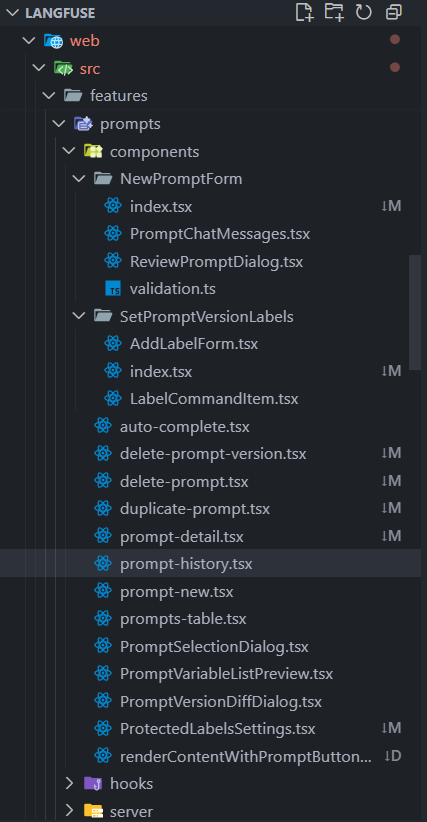 LANGFUSE
web
src
features
prompts
components
NewPromptForm
index.tsx ↓M
PromptChatMessages.tsx
ReviewPromptDialog.tsx
TS validation.ts
SetPromptVersionLabels
AddLabelForm.tsx
index.tsx ↓M
LabelCommandItem.tsx
auto-complete.tsx
delete-prompt-version.tsx ↓M
delete-prompt.tsx ↓M
duplicate-prompt.tsx ↓M
prompt-detail.tsx ↓M
prompt-history.tsx
prompt-new.tsx
prompts-table.tsx
PromptSelectionDialog.tsx
PromptVariableListPreview.tsx
PromptVersionDiffDialog.tsx
ProtectedLabelsSettings.tsx ↓M
renderContentWithPromptButton... ↓D
hooks
server